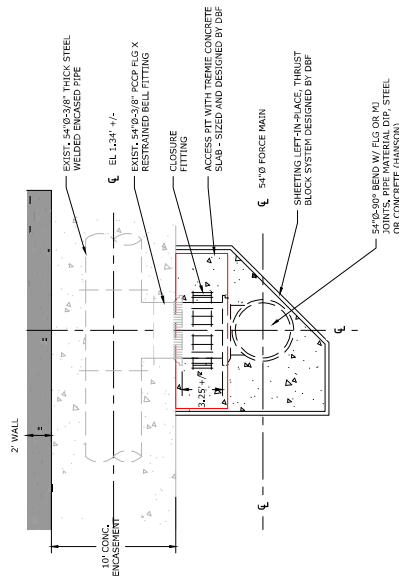 2' WALL
10' CONC.
ENCASEMENT
3.25'+/-
EXIST. 54"Ø-3/8" THICK STEEL
WELDED ENCASED PIPE
℄ EL 1.34' +/-
EXIST. 54"Ø-3/8" PCCP FLG X
RESTRAINED BELL FITTING
CLOSURE
FITTING
ACCESS PIT WITH TREMIE CONCRETE
SLAB - SIZED AND DESIGNED BY DBF
54"Ø FORCE MAIN
℄
SHEETING LEFT-IN-PLACE, THRUST
BLOCK SYSTEM DESIGNED BY DBF
54"Ø-90° BEND W/ FLG OR MJ
JOINTS. PIPE MATERIAL DIP, STEEL
OR CONCRETE (HANSON)
℄
℄